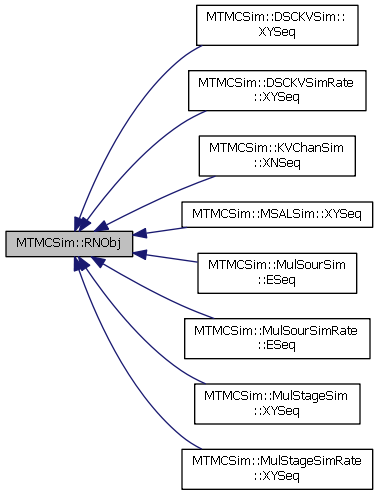 MTMCSim::DSCKVSim::
XYSeq
MTMCSim::DSCKVSimRate
::XYSeq
MTMCSim::KVChanSim
::XNSeq
MTMCSim::MSALSim::XYSeq
MTMCSim::RNObj
MTMCSim::MulSourSim
::ESeq
MTMCSim::MulSourSimRate
::ESeq
MTMCSim::MulStageSim
::XYSeq
MTMCSim::MulStageSimRate
::XYSeq